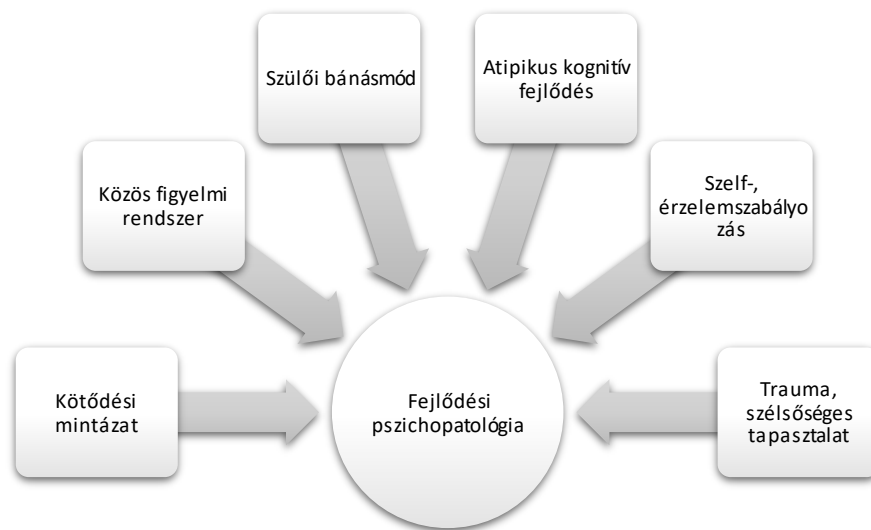 Szülői bánásmód
Atipikus kognitív
fejlődés
Közös figyelmi
rendszer
Szelf-,
érzelemszabályo
zás
Kötődési
mintázat
Fejlődési
pszichopatológia
Trauma,
szélsőséges
tapasztalat